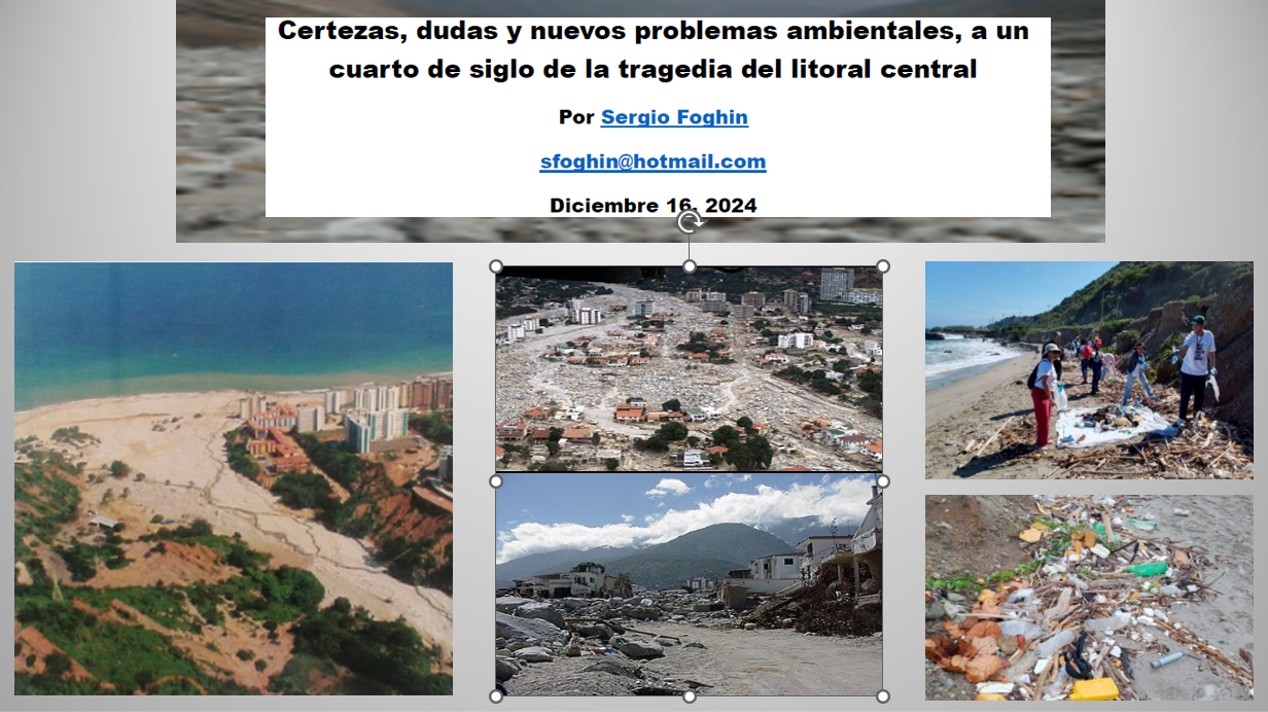 Certezas, dudas y nuevos problemas ambientales, a un
cuarto de siglo de la tragedia del litoral central
Por Sergio Foghin
sfoghin@hotmail.com
Diciembre 16, 2024